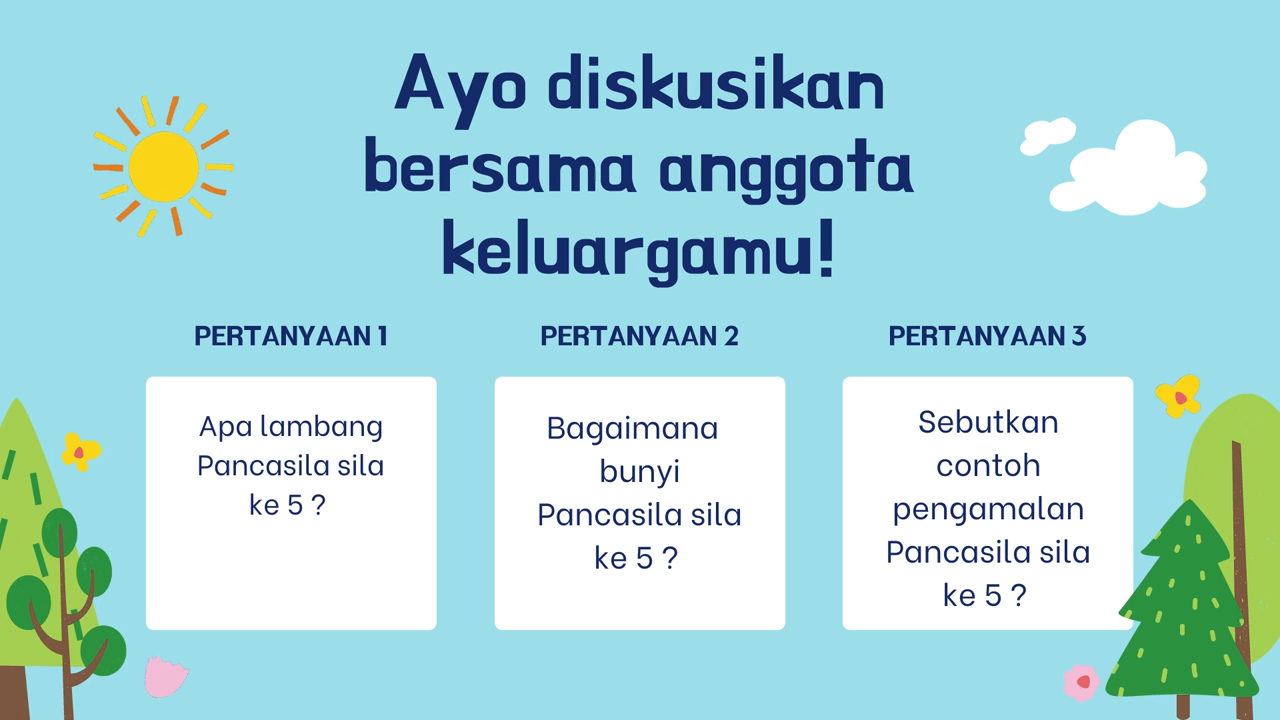 Ayo diskusikan
bersama anggota
keluargamu!
PERTANYAAN 1
Apa lambang
Pancasila sila
ke 5 ?
PERTANYAAN 2
Bagaimana
bunyi
Pancasila sila
ke 5 ?
PERTANYAAN 3
Sebutkan
contoh
pengamalan
Pancasila sila
ke 5 ?